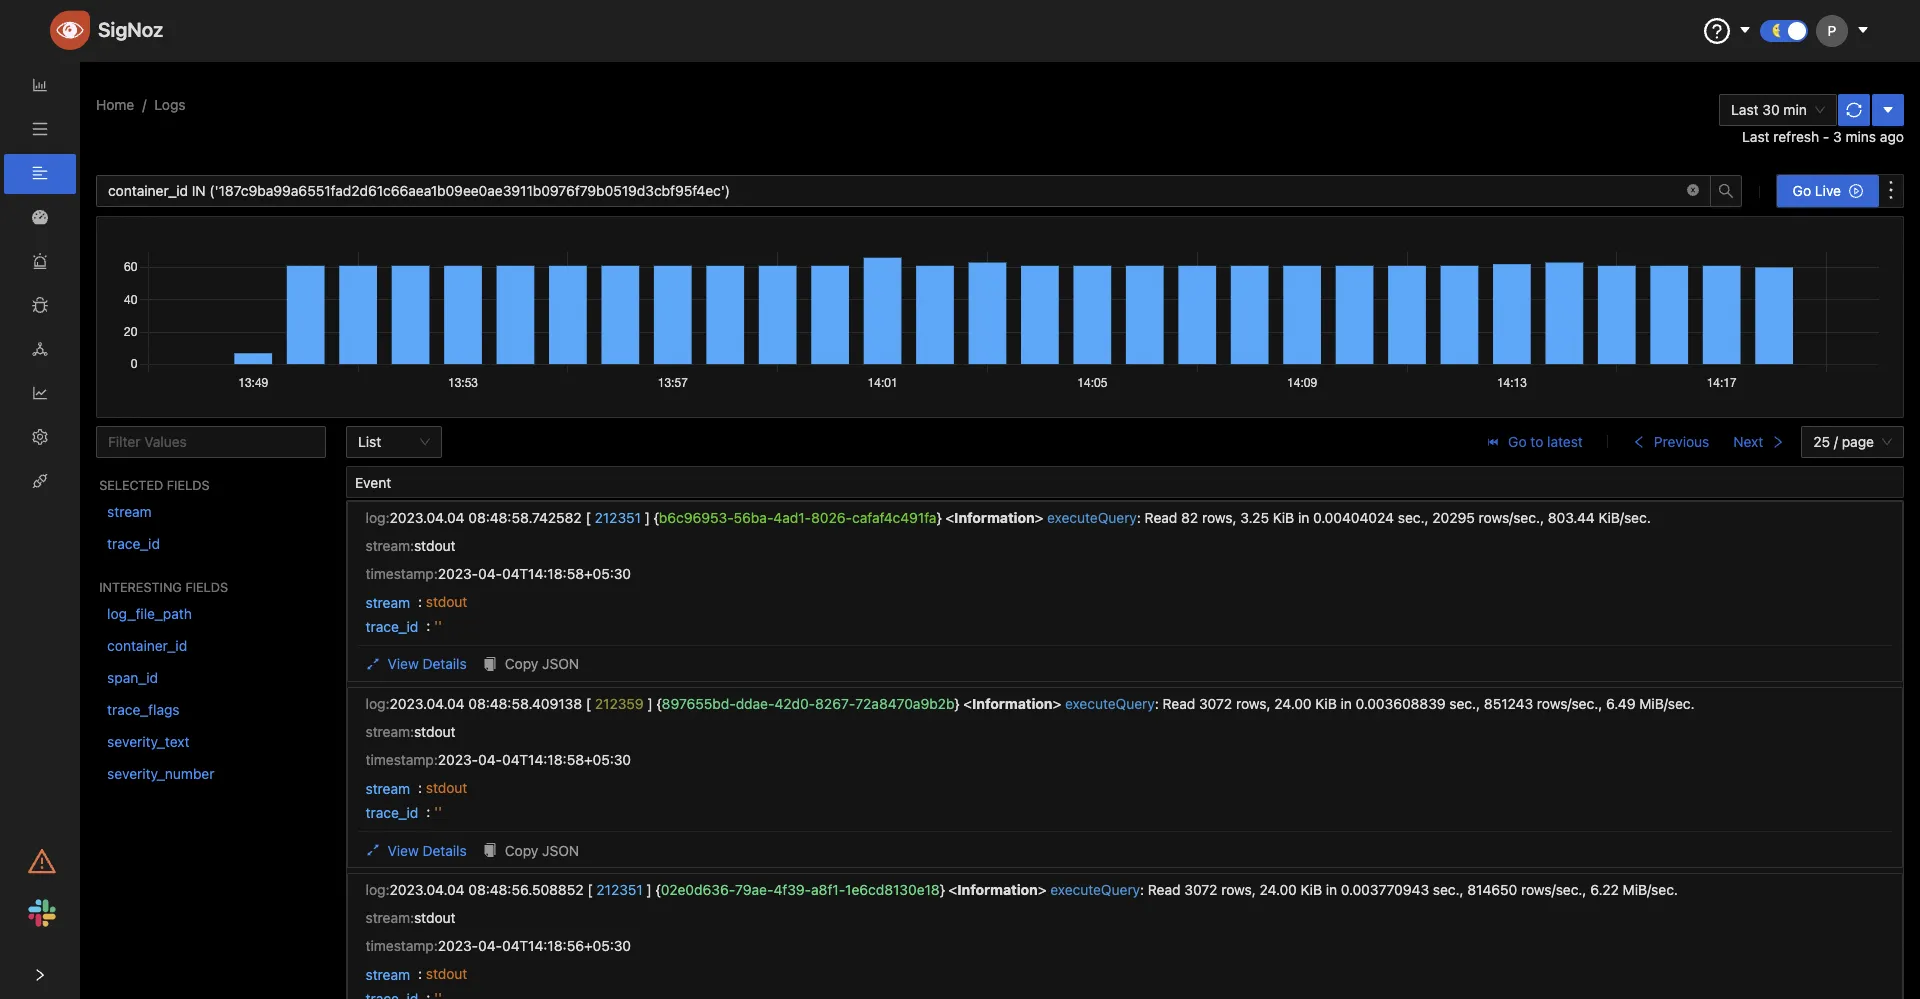 SigNoz
P
Home / Logs
Last 30 min
Last refresh - 3 mins ago
container_id IN ('187c9ba99a6551fad2d61c66aea1b09ee0ae3911b0976f79b0519d3cbf95f4ec')
Go Live
60
40
20
0
13:49 13:53 13:57 14:01 14:05 14:09 14:13 14:17
Filter Values
List
Go to latest
Previous
Next
25 / page
SELECTED FIELDS
stream
trace_id
INTERESTING FIELDS
log_file_path
container_id
span_id
trace_flags
severity_text
severity_number
Event
log:2023.04.04 08:48:58.742582 [ 212351 ] {b6c96953-56ba-4ad1-8026-cafaf4c491fa} <Information> executeQuery: Read 82 rows, 3.25 KiB in 0.00404024 sec., 20295 rows/sec., 803.44 KiB/sec.
stream:stdout
timestamp:2023-04-04T14:18:58+05:30
stream : stdout
trace_id : ''
View Details Copy JSON
log:2023.04.04 08:48:58.409138 [ 212359 ] {897655bd-ddae-42d0-8267-72a8470a9b2b} <Information> executeQuery: Read 3072 rows, 24.00 KiB in 0.003608839 sec., 851243 rows/sec., 6.49 MiB/sec.
stream:stdout
timestamp:2023-04-04T14:18:58+05:30
stream : stdout
trace_id : ''
View Details Copy JSON
log:2023.04.04 08:48:56.508852 [ 212351 ] {02e0d636-79ae-4f39-a8f1-1e6cd8130e18} <Information> executeQuery: Read 3072 rows, 24.00 KiB in 0.003770943 sec., 814650 rows/sec., 6.22 MiB/sec.
stream:stdout
timestamp:2023-04-04T14:18:56+05:30
stream : stdout
trace_id : ''